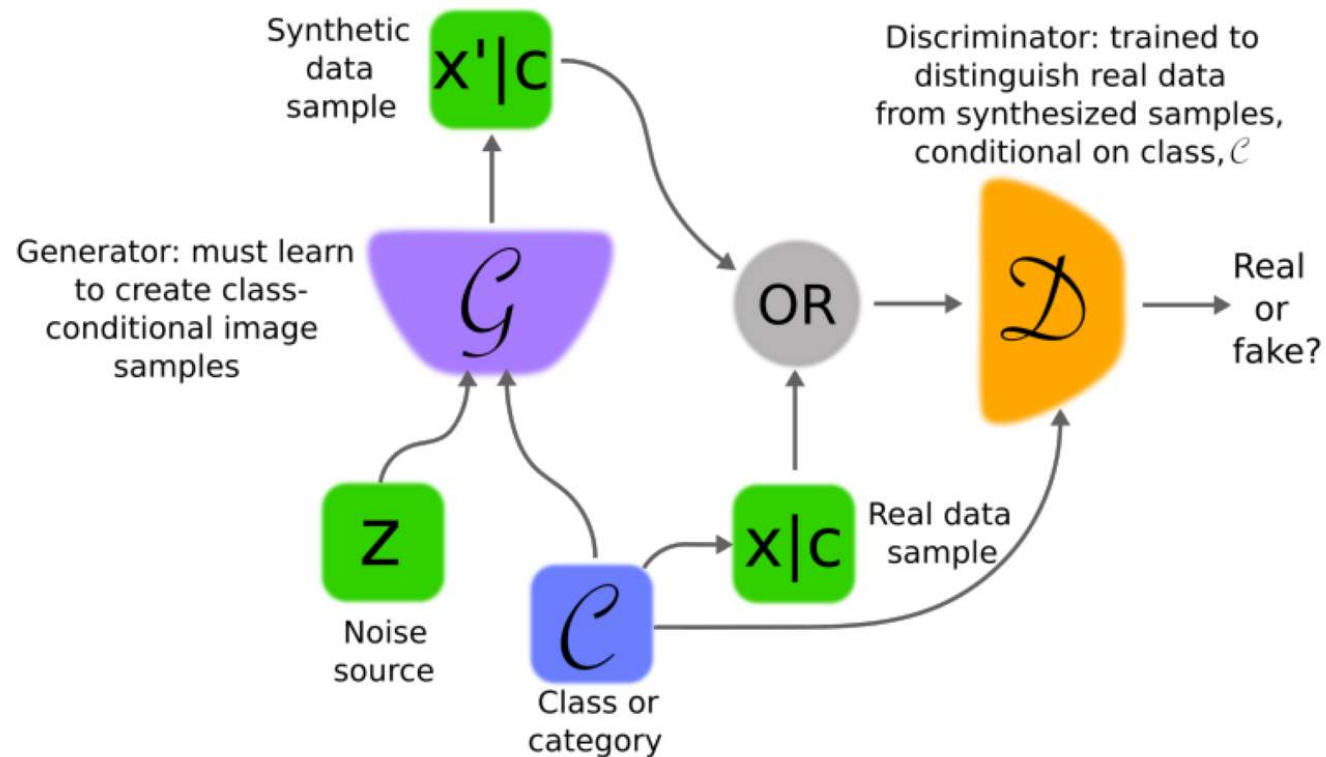 Synthetic
data
sample
x'|c
Discriminator: trained to
distinguish real data
from synthesized samples,
conditional on class, 𝒞
Generator: must learn
to create class-
conditional image
samples
𝒢
OR
𝒟
Real
or
fake?
z
Noise
source
𝒞
Class or
category
x|c
Real data
sample